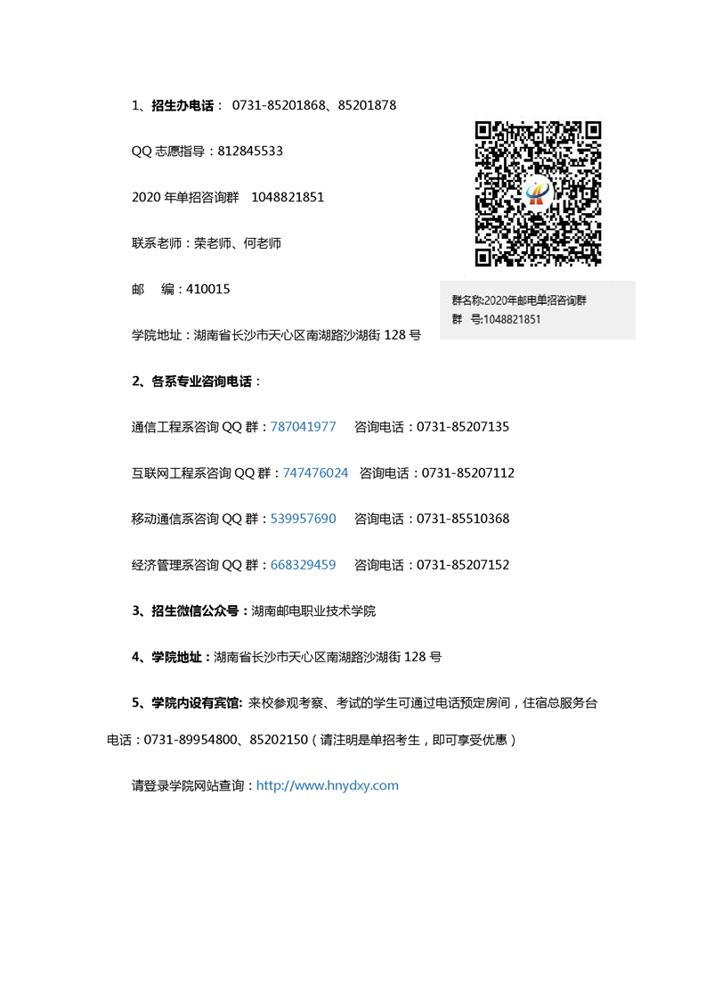 1、招生办电话： 0731-85201868、85201878
QQ 志愿指导：812845533
2020 年单招咨询群 1048821851
联系老师：荣老师、何老师
邮 编：410015
群名称:2020年邮电单招咨询群
群 号:1048821851
学院地址：湖南省长沙市天心区南湖路沙湖街 128 号
2、各系专业咨询电话：
通信工程系咨询 QQ 群：787041977 咨询电话：0731-85207135
互联网工程系咨询 QQ 群：747476024 咨询电话：0731-85207112
移动通信系咨询 QQ 群：539957690 咨询电话：0731-85510368
经济管理系咨询 QQ 群：668329459 咨询电话：0731-85207152
3、招生微信公众号：湖南邮电职业技术学院
4、学院地址：湖南省长沙市天心区南湖路沙湖街 128 号
5、学院内设有宾馆: 来校参观考察、考试的学生可通过电话预定房间，住宿总服务台
电话：0731-89954800、85202150（请注明是单招考生，即可享受优惠）
请登录学院网站查询：http://www.hnydxy.com